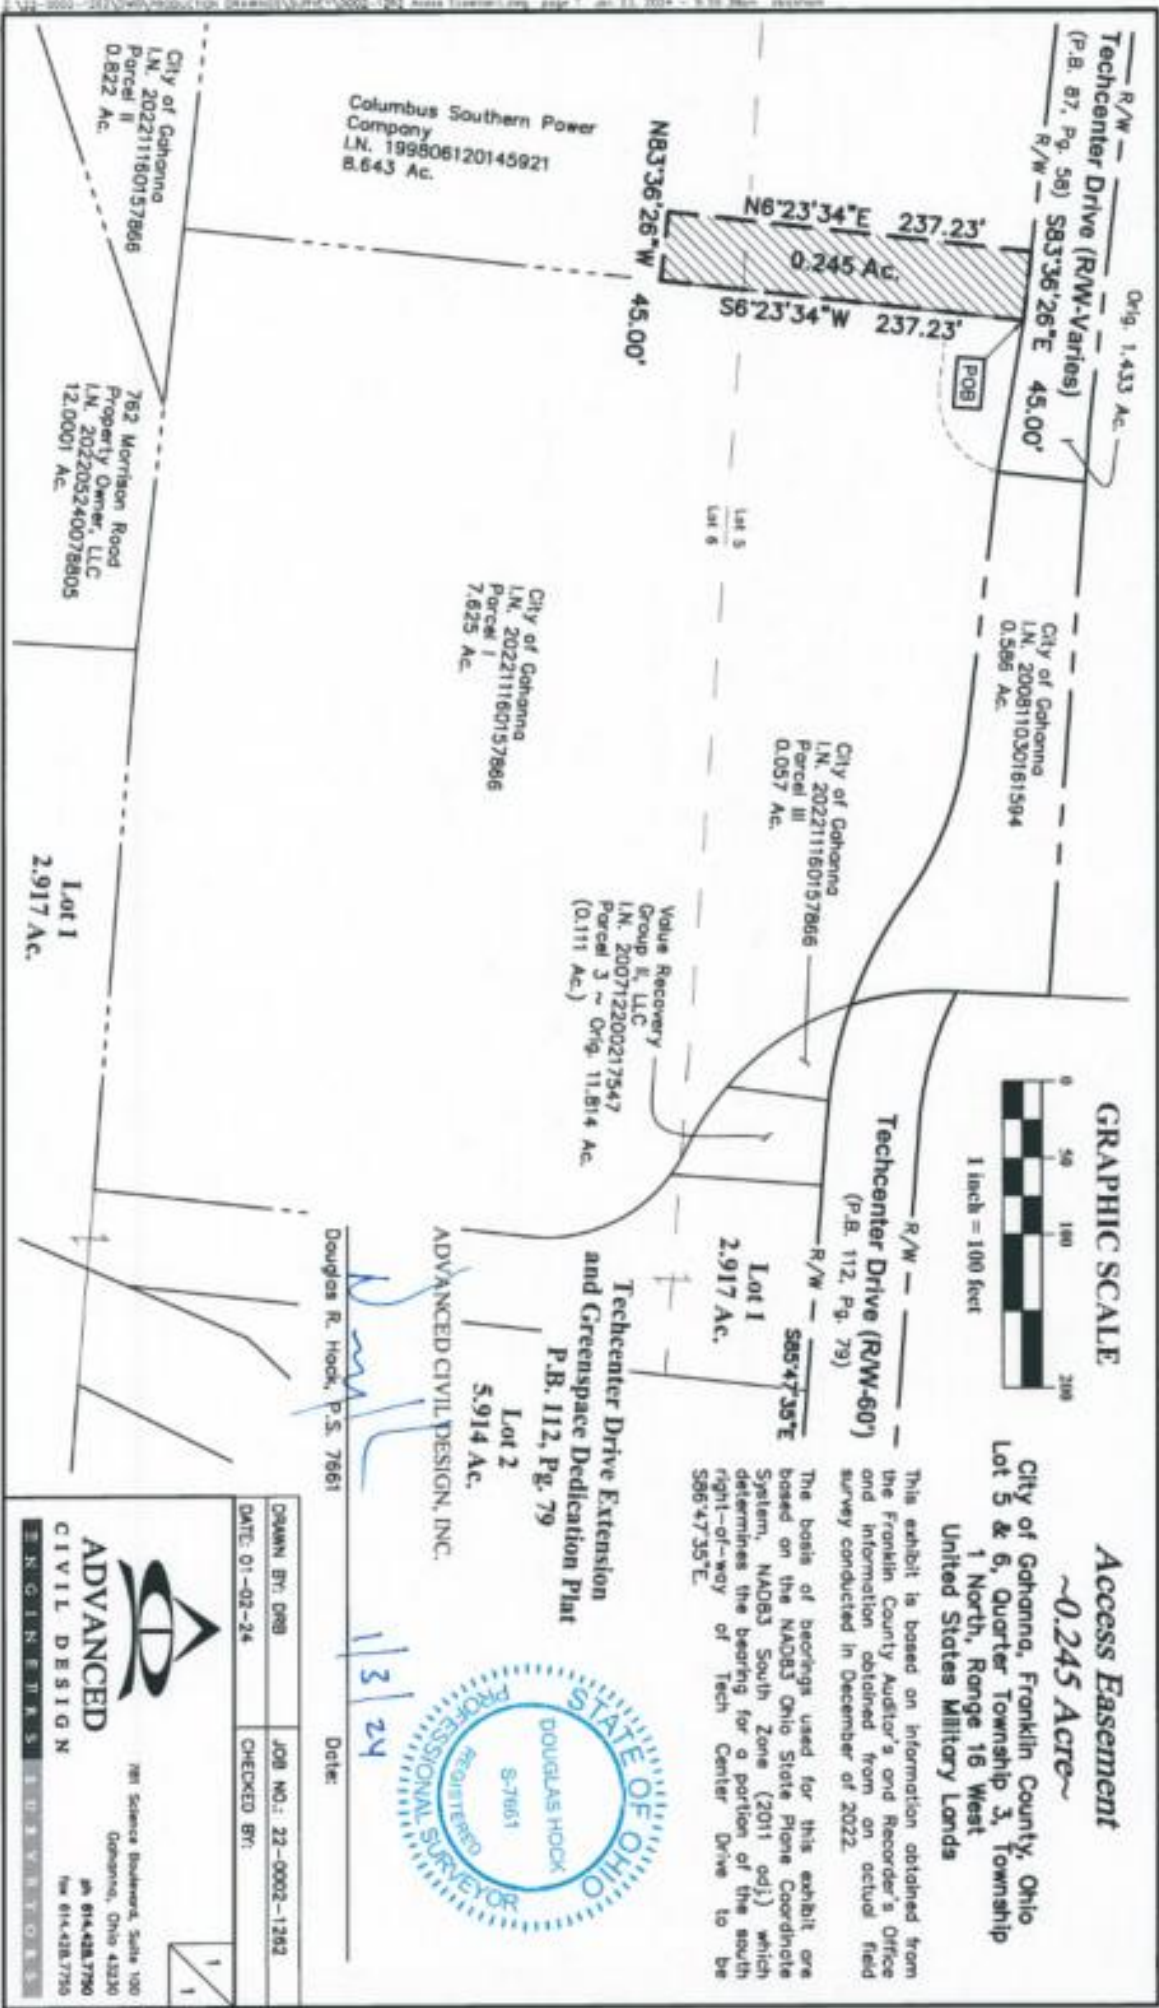 Access Easement
~0.245 Acre~
City of Gahanna, Franklin County, Ohio
Lot 5 & 6, Quarter Township 3, Township
1 North, Range 16 West
United States Military Lands
This exhibit is based on information obtained from
the Franklin County Auditor's and Recorder's Office
and information obtained from an actual field
survey conducted in December of 2022.
The basis of bearings used for this exhibit are
based on the NAD83 Ohio State Plane Coordinate
System, NAD83 South Zone (2011 adj.) which
determines the bearing for a portion of the south
right-of-way of Tech Center Drive to be
S86°47'35"E.
GRAPHIC SCALE
0 50 100 200
1 inch = 100 feet
R/W
Techcenter Drive (R/W-Varies)
(P.B. 87, Pg. 58)
R/W
Orig. 1.433 Ac.
S83°36'26"E 45.00'
POB
N6°23'34"E 237.23'
0.245 Ac.
S6°23'34"W 237.23'
N83°36'26"W 45.00'
Columbus Southern Power
Company
I.N. 199806120145921
8.643 Ac.
City of Gahanna
I.N. 202211160157866
Parcel II
0.822 Ac.
762 Morrison Road
Property Owner, LLC
I.N. 202205240078805
12.0001 Ac.
Lot 5
Lot 6
City of Gahanna
I.N. 202211160157866
Parcel I
7.625 Ac.
City of Gahanna
I.N. 200811030161594
0.586 Ac.
City of Gahanna
I.N. 202211160157866
Parcel III
0.057 Ac.
Value Recovery
Group II, LLC
I.N. 200712200217547
Parcel 3 ~ Orig. 11.814 Ac.
(0.111 Ac.)
Lot 1
2.917 Ac.
R/W
Techcenter Drive (R/W-60')
(P.B. 112, Pg. 79)
R/W
S85°47'35"E
Lot 1
2.917 Ac.
Techcenter Drive Extension
and Greenspace Dedication Plat
P.B. 112, Pg. 79
Lot 2
5.914 Ac.
ADVANCED CIVIL DESIGN, INC.
1/3/24
Douglas R. Hock, P.S. 7661 Date:
STATE OF OHIO
DOUGLAS HOCK
S-7661
REGISTERED
PROFESSIONAL SURVEYOR
DRAWN BY: DRB
JOB NO.: 22-0002-1262
DATE: 01-02-24
CHECKED BY:
ADVANCED
CIVIL DESIGN
ENGINEERS SURVEYORS
781 Science Boulevard, Suite 100
Gahanna, Ohio 43230
ph 614.428.7750
fax 614.428.7755
1
1